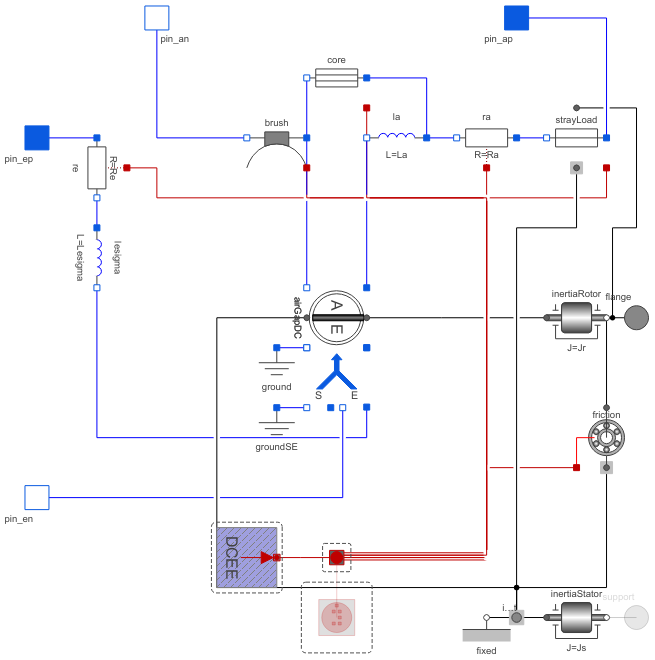 pin_an
pin_ap
core
brush
la
ra
strayLoad
pin_ep
re
R=Re
L=La
R=Ra
L=Lesigma
lesigma
airGapDC
A
E
inertiaRotor
flange
J=Jr
ground
S
E
friction
groundSE
pin_en
DCEE
i...t
inertiaStator
support
fixed
J=Js